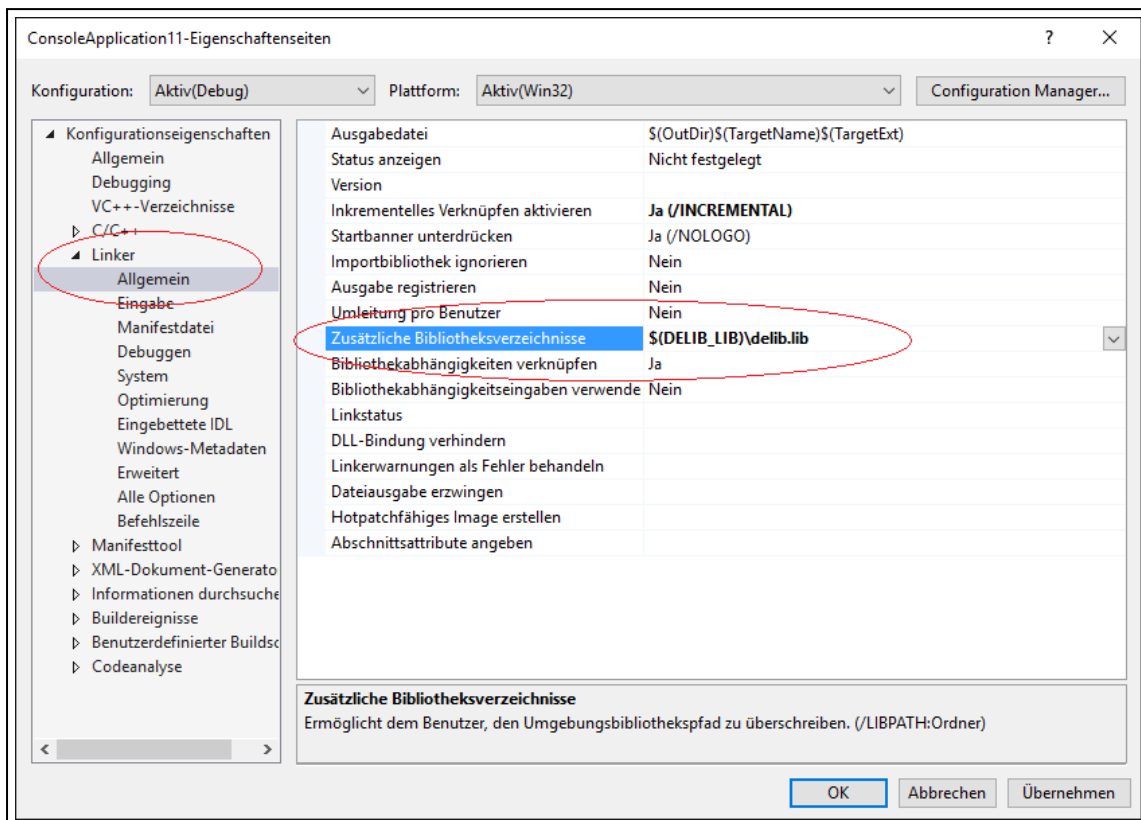 ConsoleApplication11-Eigenschaftenseiten ?
Konfiguration: Aktiv(Debug) Plattform: Aktiv(Win32) Configuration Manager...
Konfigurationseigenschaften
Allgemein
Debugging
VC++-Verzeichnisse
C/C++
Linker
Allgemein
Eingabe
Manifestdatei
Debuggen
System
Optimierung
Eingebettete IDL
Windows-Metadaten
Erweitert
Alle Optionen
Befehlszeile
Manifesttool
XML-Dokument-Generato
Informationen durchsuche
Buildereignisse
Benutzerdefinierter Buildsc
Codeanalyse
Ausgabedatei $(OutDir)$(TargetName)$(TargetExt)
Status anzeigen Nicht festgelegt
Version
Inkrementelles Verknüpfen aktivieren Ja (/INCREMENTAL)
Startbanner unterdrücken Ja (/NOLOGO)
Importbibliothek ignorieren Nein
Ausgabe registrieren Nein
Umleitung pro Benutzer Nein
Zusätzliche Bibliotheksverzeichnisse $(DELIB_LIB)\delib.lib
Bibliothekabhängigkeiten verknüpfen Ja
Bibliothekabhängigkeitseingaben verwende Nein
Linkstatus
DLL-Bindung verhindern
Linkerwarnungen als Fehler behandeln
Dateiausgabe erzwingen
Hotpatchfähiges Image erstellen
Abschnittsattribute angeben
Zusätzliche Bibliotheksverzeichnisse
Ermöglicht dem Benutzer, den Umgebungsbibliothekspfad zu überschreiben. (/LIBPATH:Ordner)
OK Abbrechen Übernehmen